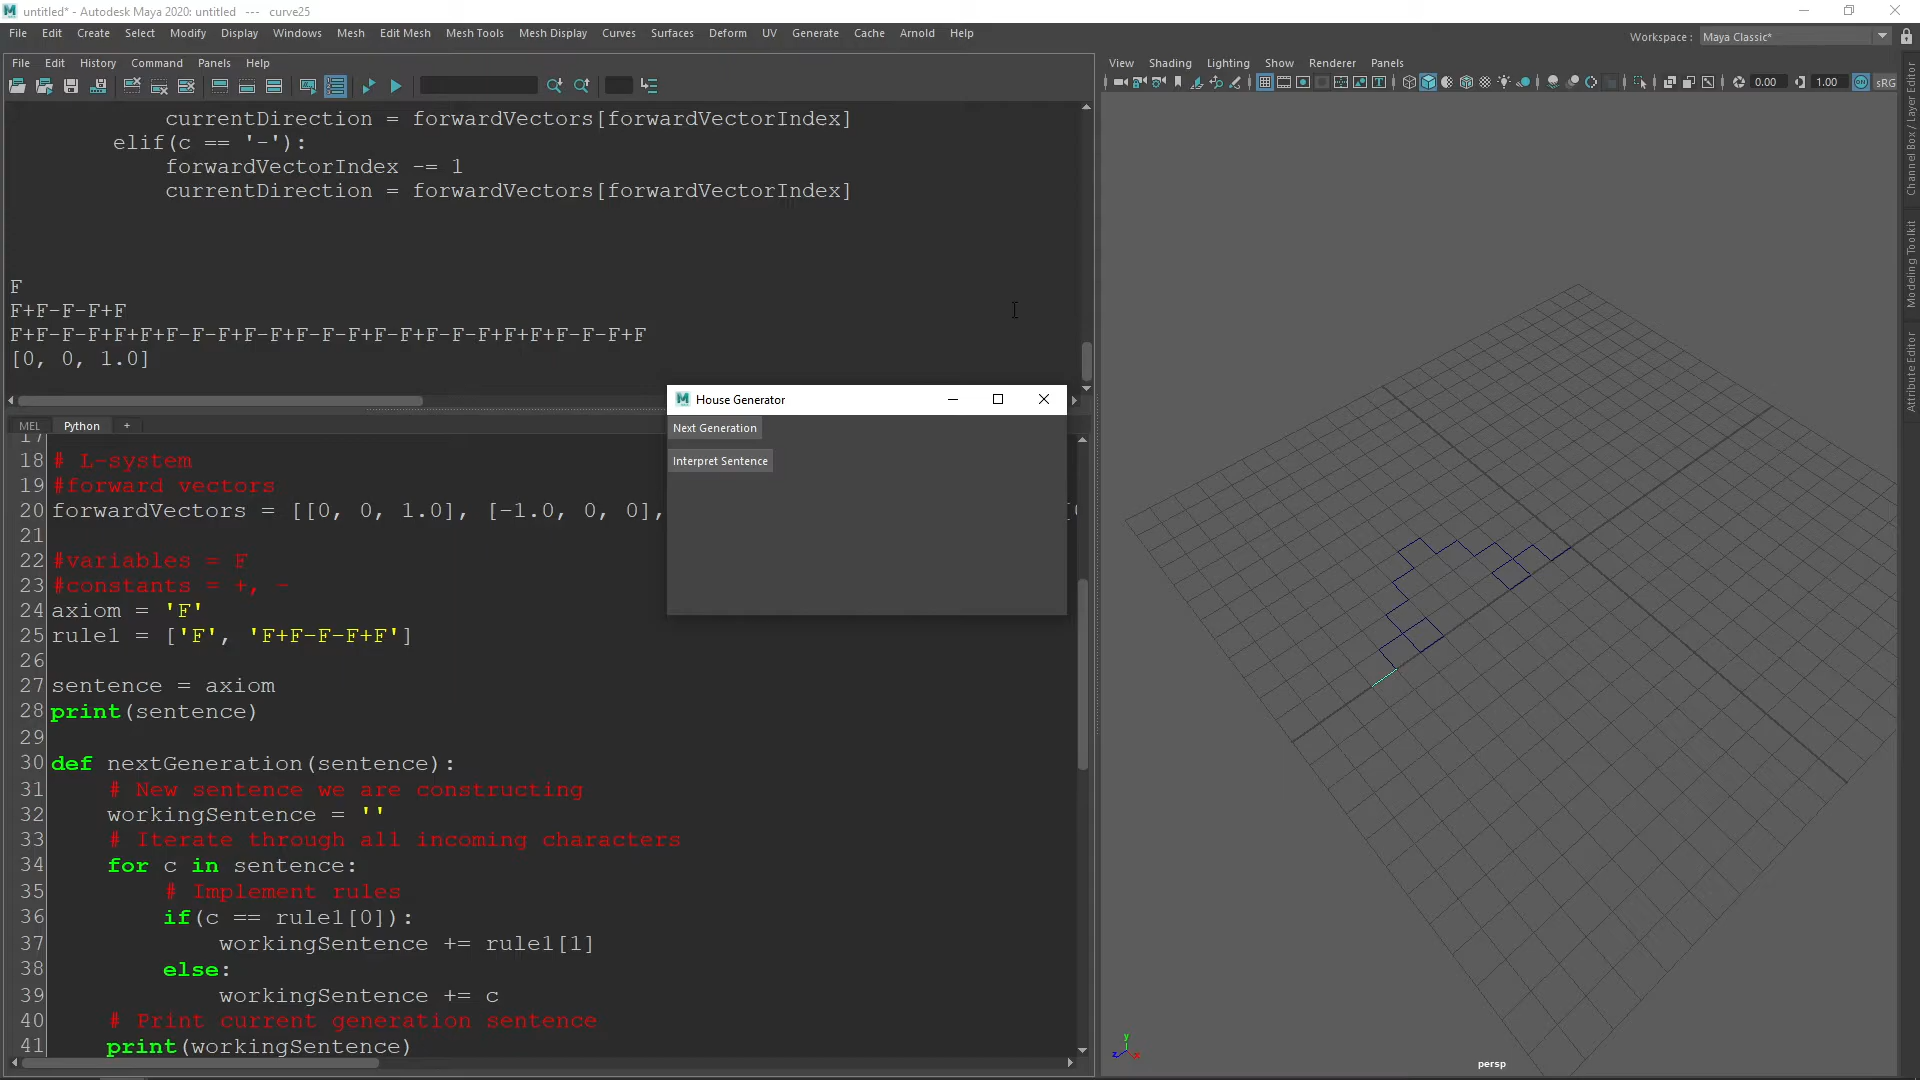 untitled* - Autodesk Maya 2020: untitled --- curve25
File Edit Create Select Modify Display Windows Mesh Edit Mesh Mesh Tools Mesh Display Curves Surfaces Deform UV Generate Cache Arnold Help
Workspace : Maya Classic*
File Edit History Command Panels Help
View Shading Lighting Show Renderer Panels
0.00 1.00 ON sRG
currentDirection = forwardVectors[forwardVectorIndex]
elif(c == '-'):
forwardVectorIndex -= 1
currentDirection = forwardVectors[forwardVectorIndex]
F
F+F-F-F+F
F+F-F-F+F+F+F-F-F+F-F+F-F-F+F-F+F-F-F+F+F+F-F-F+F
[0, 0, 1.0]
House Generator
Next Generation
Interpret Sentence
MEL Python +
17
18 # L-system
19 #forward vectors
20 forwardVectors = [[0, 0, 1.0], [-1.0, 0, 0],
21
22 #variables = F
23 #constants = +, -
24 axiom = 'F'
25 rule1 = ['F', 'F+F-F-F+F']
26
27 sentence = axiom
28 print(sentence)
29
30 def nextGeneration(sentence):
31 # New sentence we are constructing
32 workingSentence = ''
33 # Iterate through all incoming characters
34 for c in sentence:
35 # Implement rules
36 if(c == rule1[0]):
37 workingSentence += rule1[1]
38 else:
39 workingSentence += c
40 # Print current generation sentence
41 print(workingSentence)
Channel Box / Layer Editor
Modeling Toolkit
Attribute Editor
y
z x
persp